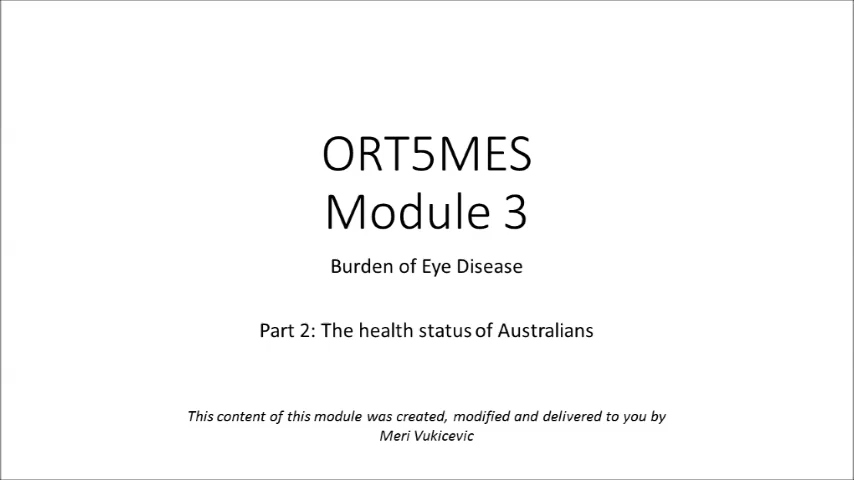 ORT5MES
Module 3
Burden of Eye Disease
Part 2: The health status of Australians
This content of this module was created, modified and delivered to you by
Meri Vukicevic